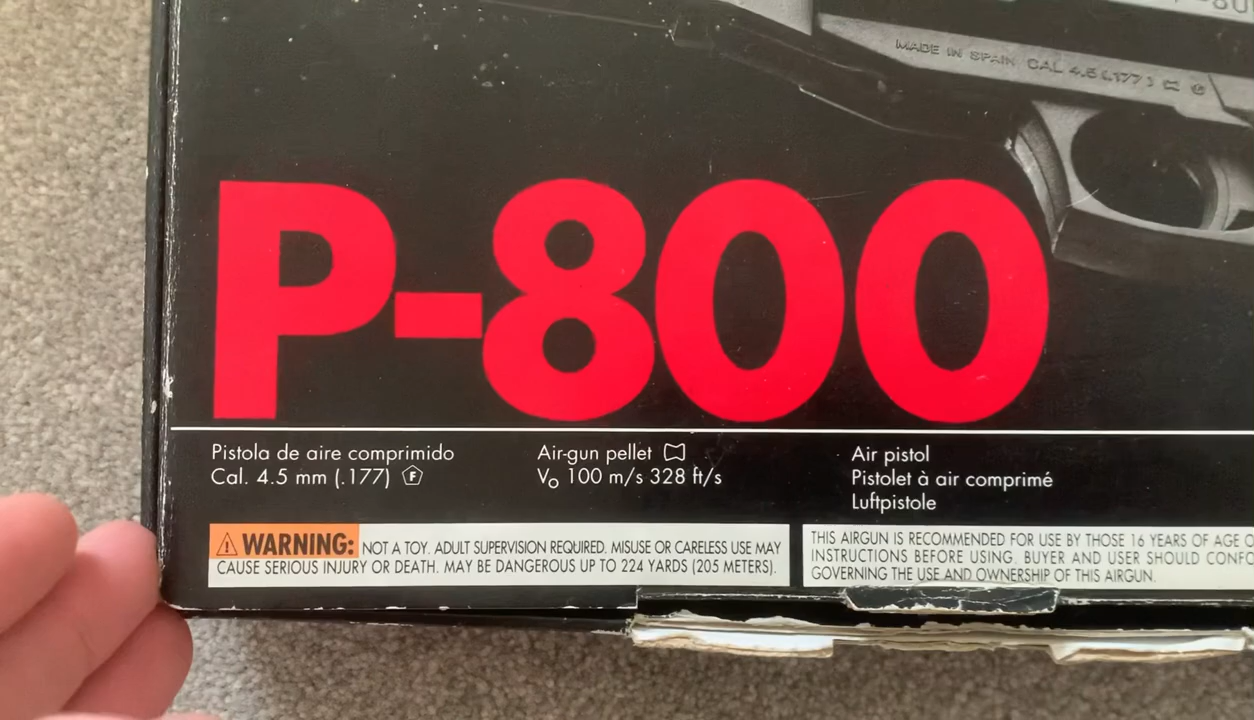 MADE IN SPAIN CAL 4.5 (.177)
P-800
Pistola de aire comprimido
Cal. 4.5 mm (.177) F
Air-gun pellet
Vo 100 m/s 328 ft/s
Air pistol
Pistolet à air comprimé
Luftpistole
WARNING: NOT A TOY. ADULT SUPERVISION REQUIRED. MISUSE OR CARELESS USE MAY
CAUSE SERIOUS INJURY OR DEATH. MAY BE DANGEROUS UP TO 224 YARDS (205 METERS).
THIS AIRGUN IS RECOMMENDED FOR USE BY THOSE 16 YEARS OF AGE O
INSTRUCTIONS BEFORE USING. BUYER AND USER SHOULD CONFO
GOVERNING THE USE AND OWNERSHIP OF THIS AIRGUN.